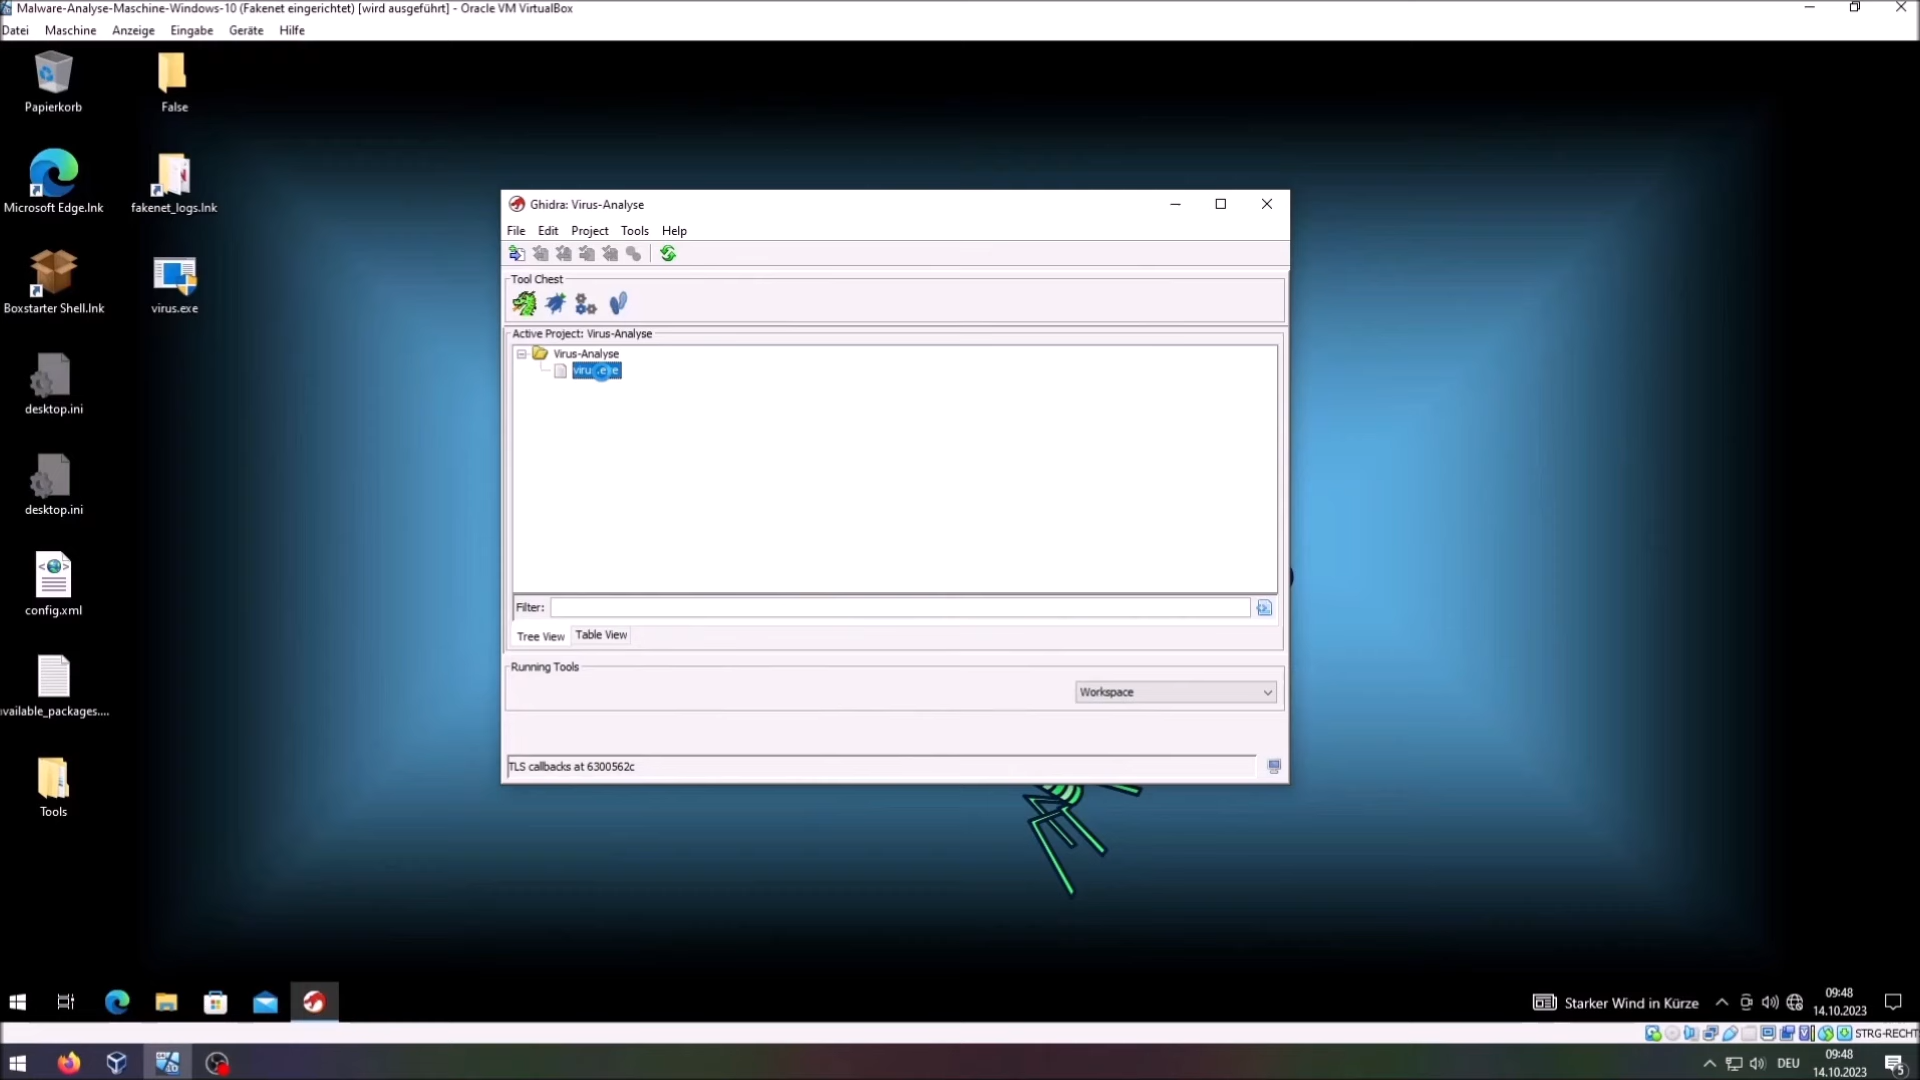 Malware-Analyse-Maschine-Windows-10 (Fakenet eingerichtet) [wird ausgeführt] - Oracle VM VirtualBox
Datei Maschine Anzeige Eingabe Geräte Hilfe
Papierkorb
False
Microsoft Edge.lnk
fakenet_logs.lnk
Boxstarter Shell.lnk
virus.exe
desktop.ini
desktop.ini
config.xml
vailable_packages....
Tools
Ghidra: Virus-Analyse
File Edit Project Tools Help
Tool Chest
Active Project: Virus-Analyse
Virus-Analyse
virus.exe
Filter:
Tree View Table View
Running Tools
Workspace
TLS callbacks at 6300562c
Starker Wind in Kürze
09:48
14.10.2023
STRG-RECHT
DEU
09:48
14.10.2023
5